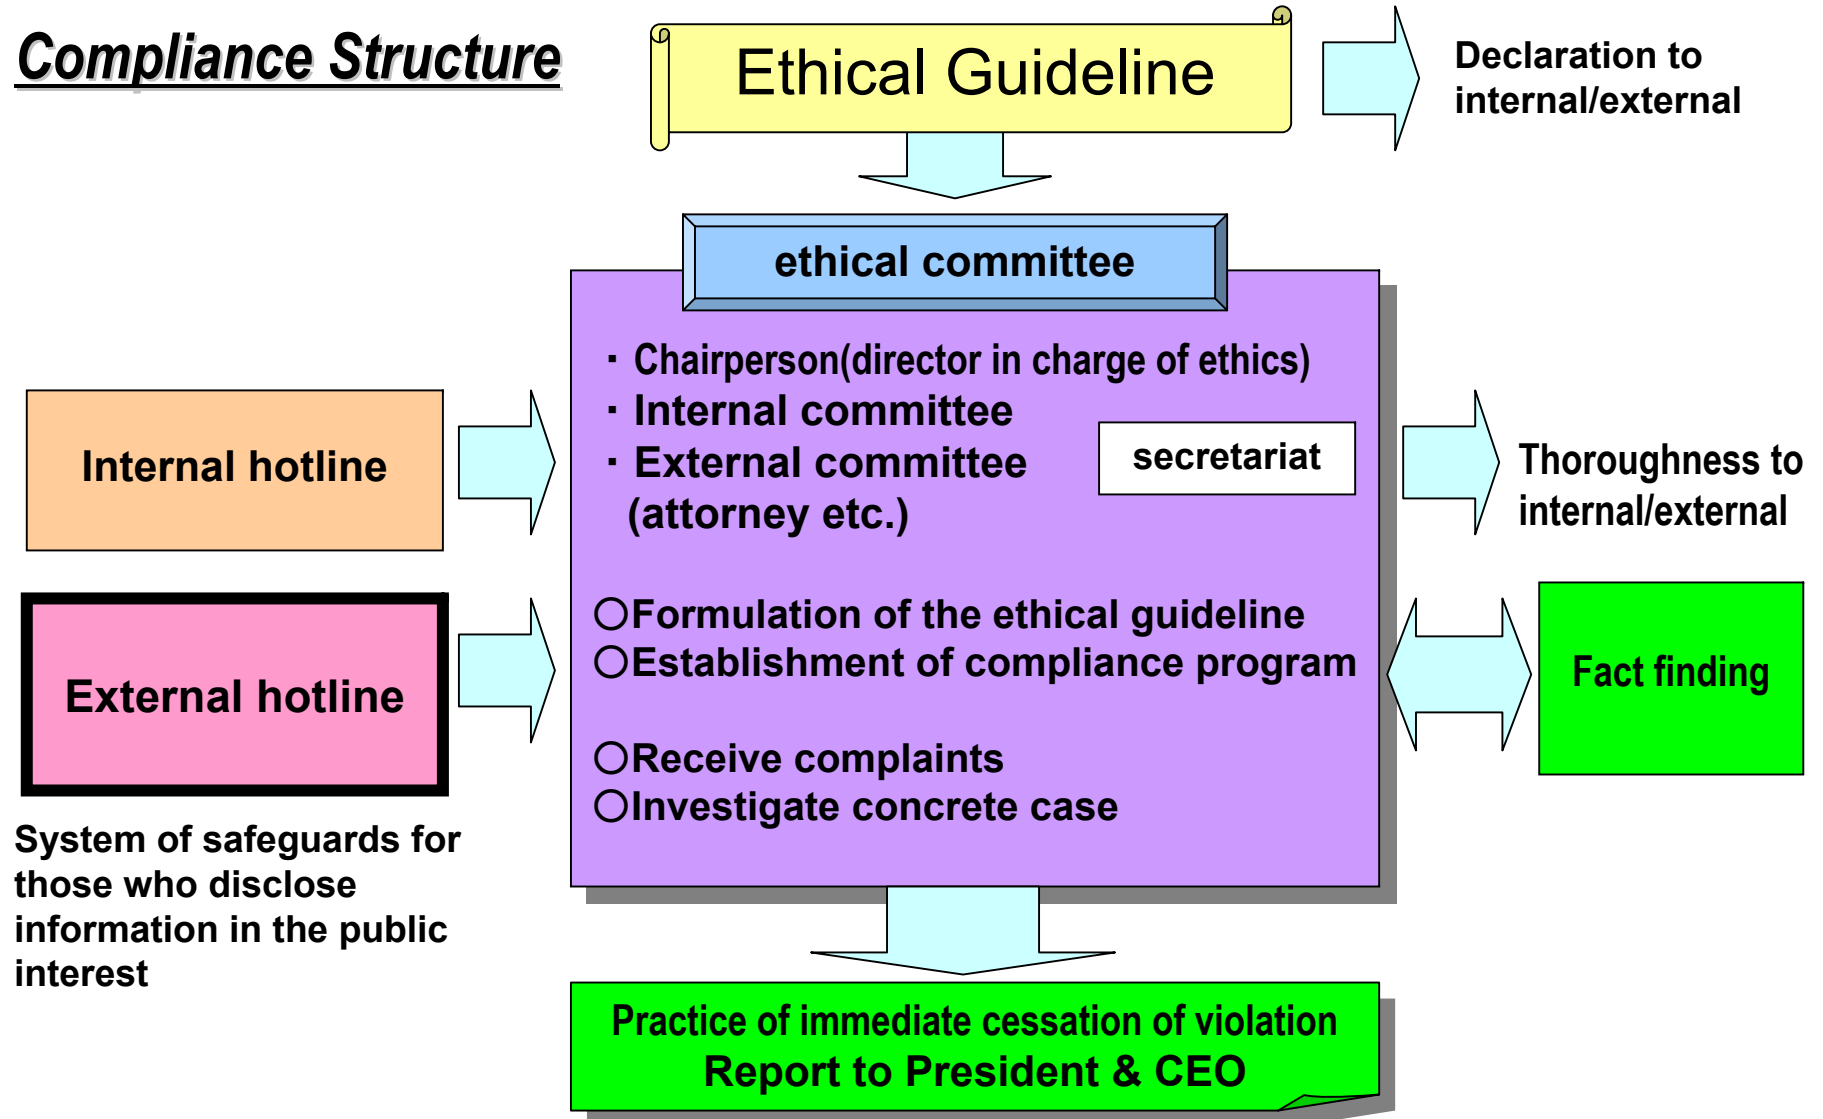 Compliance Structure
Ethical Guideline
Declaration to
internal/external
ethical committee
・Chairperson(director in charge of ethics)
・Internal committee
・External committee
(attorney etc.)
secretariat
Internal hotline
Thoroughness to
internal/external
○Formulation of the ethical guideline
○Establishment of compliance program
External hotline
Fact finding
○Receive complaints
○Investigate concrete case
System of safeguards for
those who disclose
information in the public
interest
Practice of immediate cessation of violation
Report to President & CEO